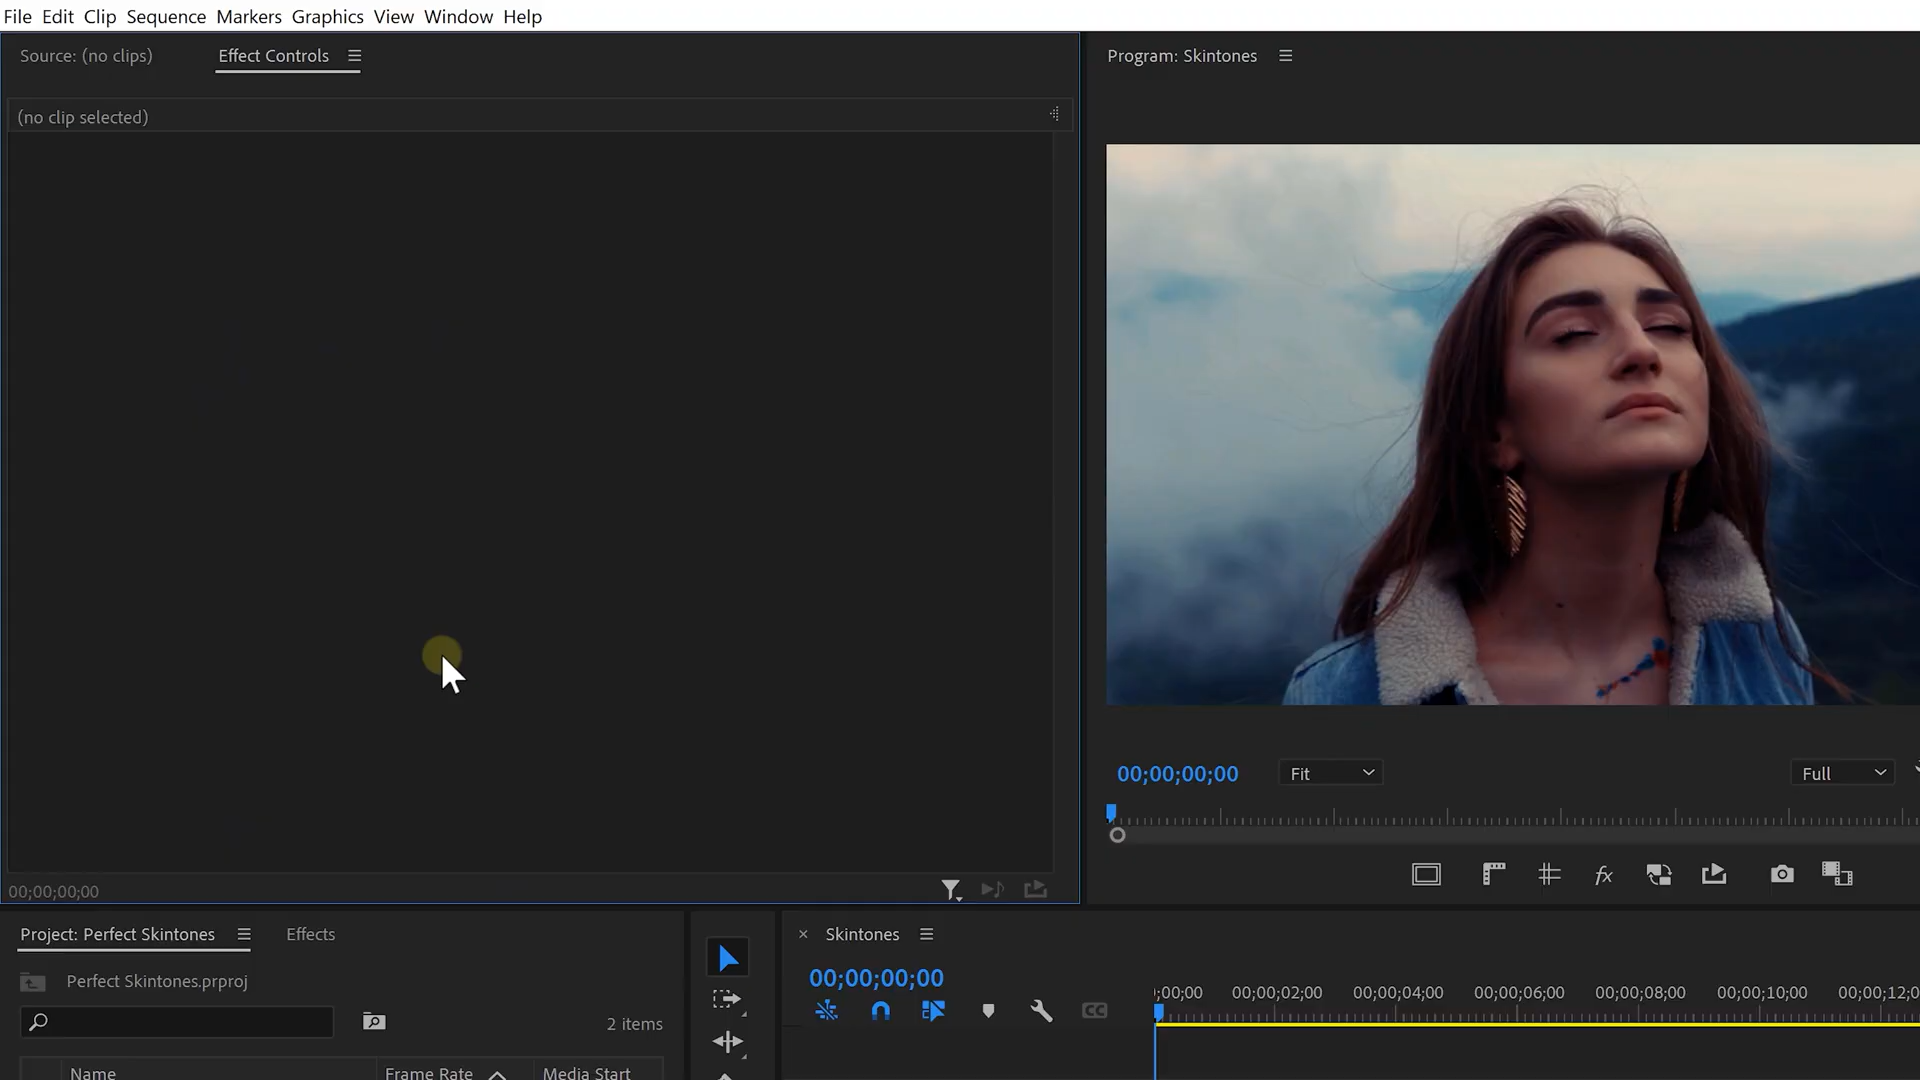 File Edit Clip Sequence Markers Graphics View Window Help
Source: (no clips) Effect Controls
Program: Skintones
(no clip selected)
00;00;00;00 Fit Full
fx
00;00;00;00
Project: Perfect Skintones Effects
Skintones
Perfect Skintones.prproj
00;00;00;00
;00;00 00;00;02;00 00;00;04;00 00;00;06;00 00;00;08;00 00;00;10;00 00;00;12;0
CC
2 items
Name Frame Rate Media Start